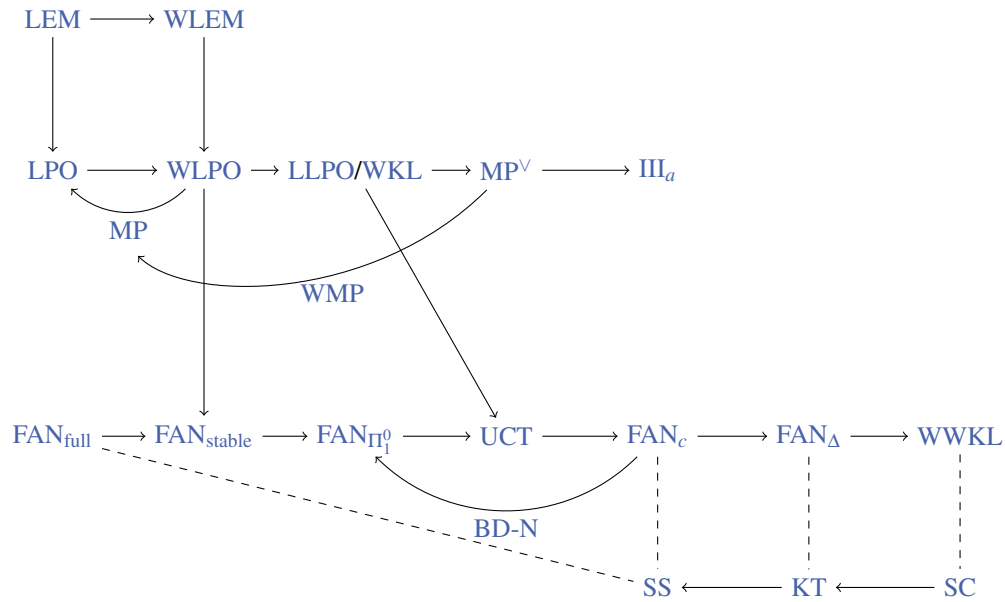 LEM WLEM
LPO WLPO LLPO/WKL MP^∨ III_a
MP
WMP
FAN_full FAN_stable FAN_{Π^0_1} UCT FAN_c FAN_Δ WWKL
BD-N
SS KT SC